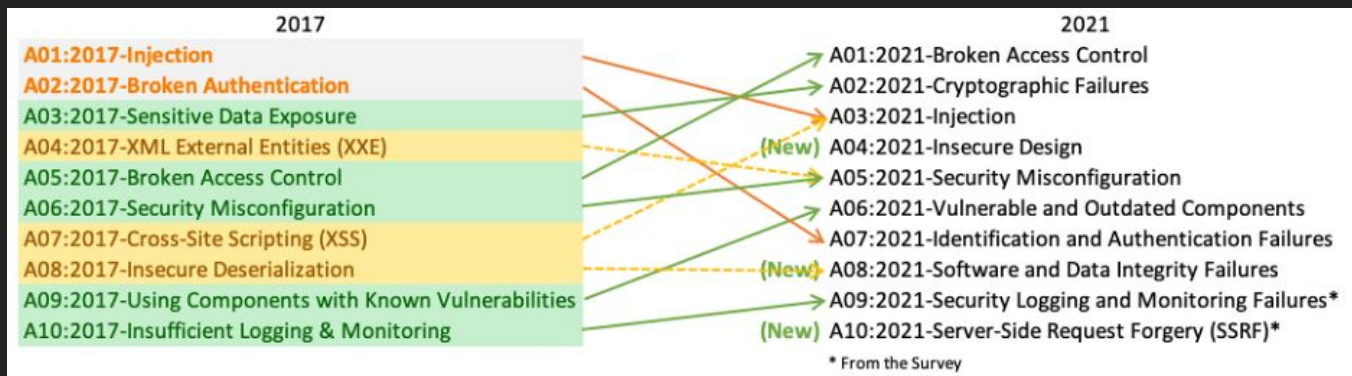 2017
A01:2017-Injection
A02:2017-Broken Authentication
A03:2017-Sensitive Data Exposure
A04:2017-XML External Entities (XXE)
A05:2017-Broken Access Control
A06:2017-Security Misconfiguration
A07:2017-Cross-Site Scripting (XSS)
A08:2017-Insecure Deserialization
A09:2017-Using Components with Known Vulnerabilities
A10:2017-Insufficient Logging & Monitoring
2021
A01:2021-Broken Access Control
A02:2021-Cryptographic Failures
A03:2021-Injection
(New) A04:2021-Insecure Design
A05:2021-Security Misconfiguration
A06:2021-Vulnerable and Outdated Components
A07:2021-Identification and Authentication Failures
(New) A08:2021-Software and Data Integrity Failures
A09:2021-Security Logging and Monitoring Failures*
(New) A10:2021-Server-Side Request Forgery (SSRF)*
* From the Survey